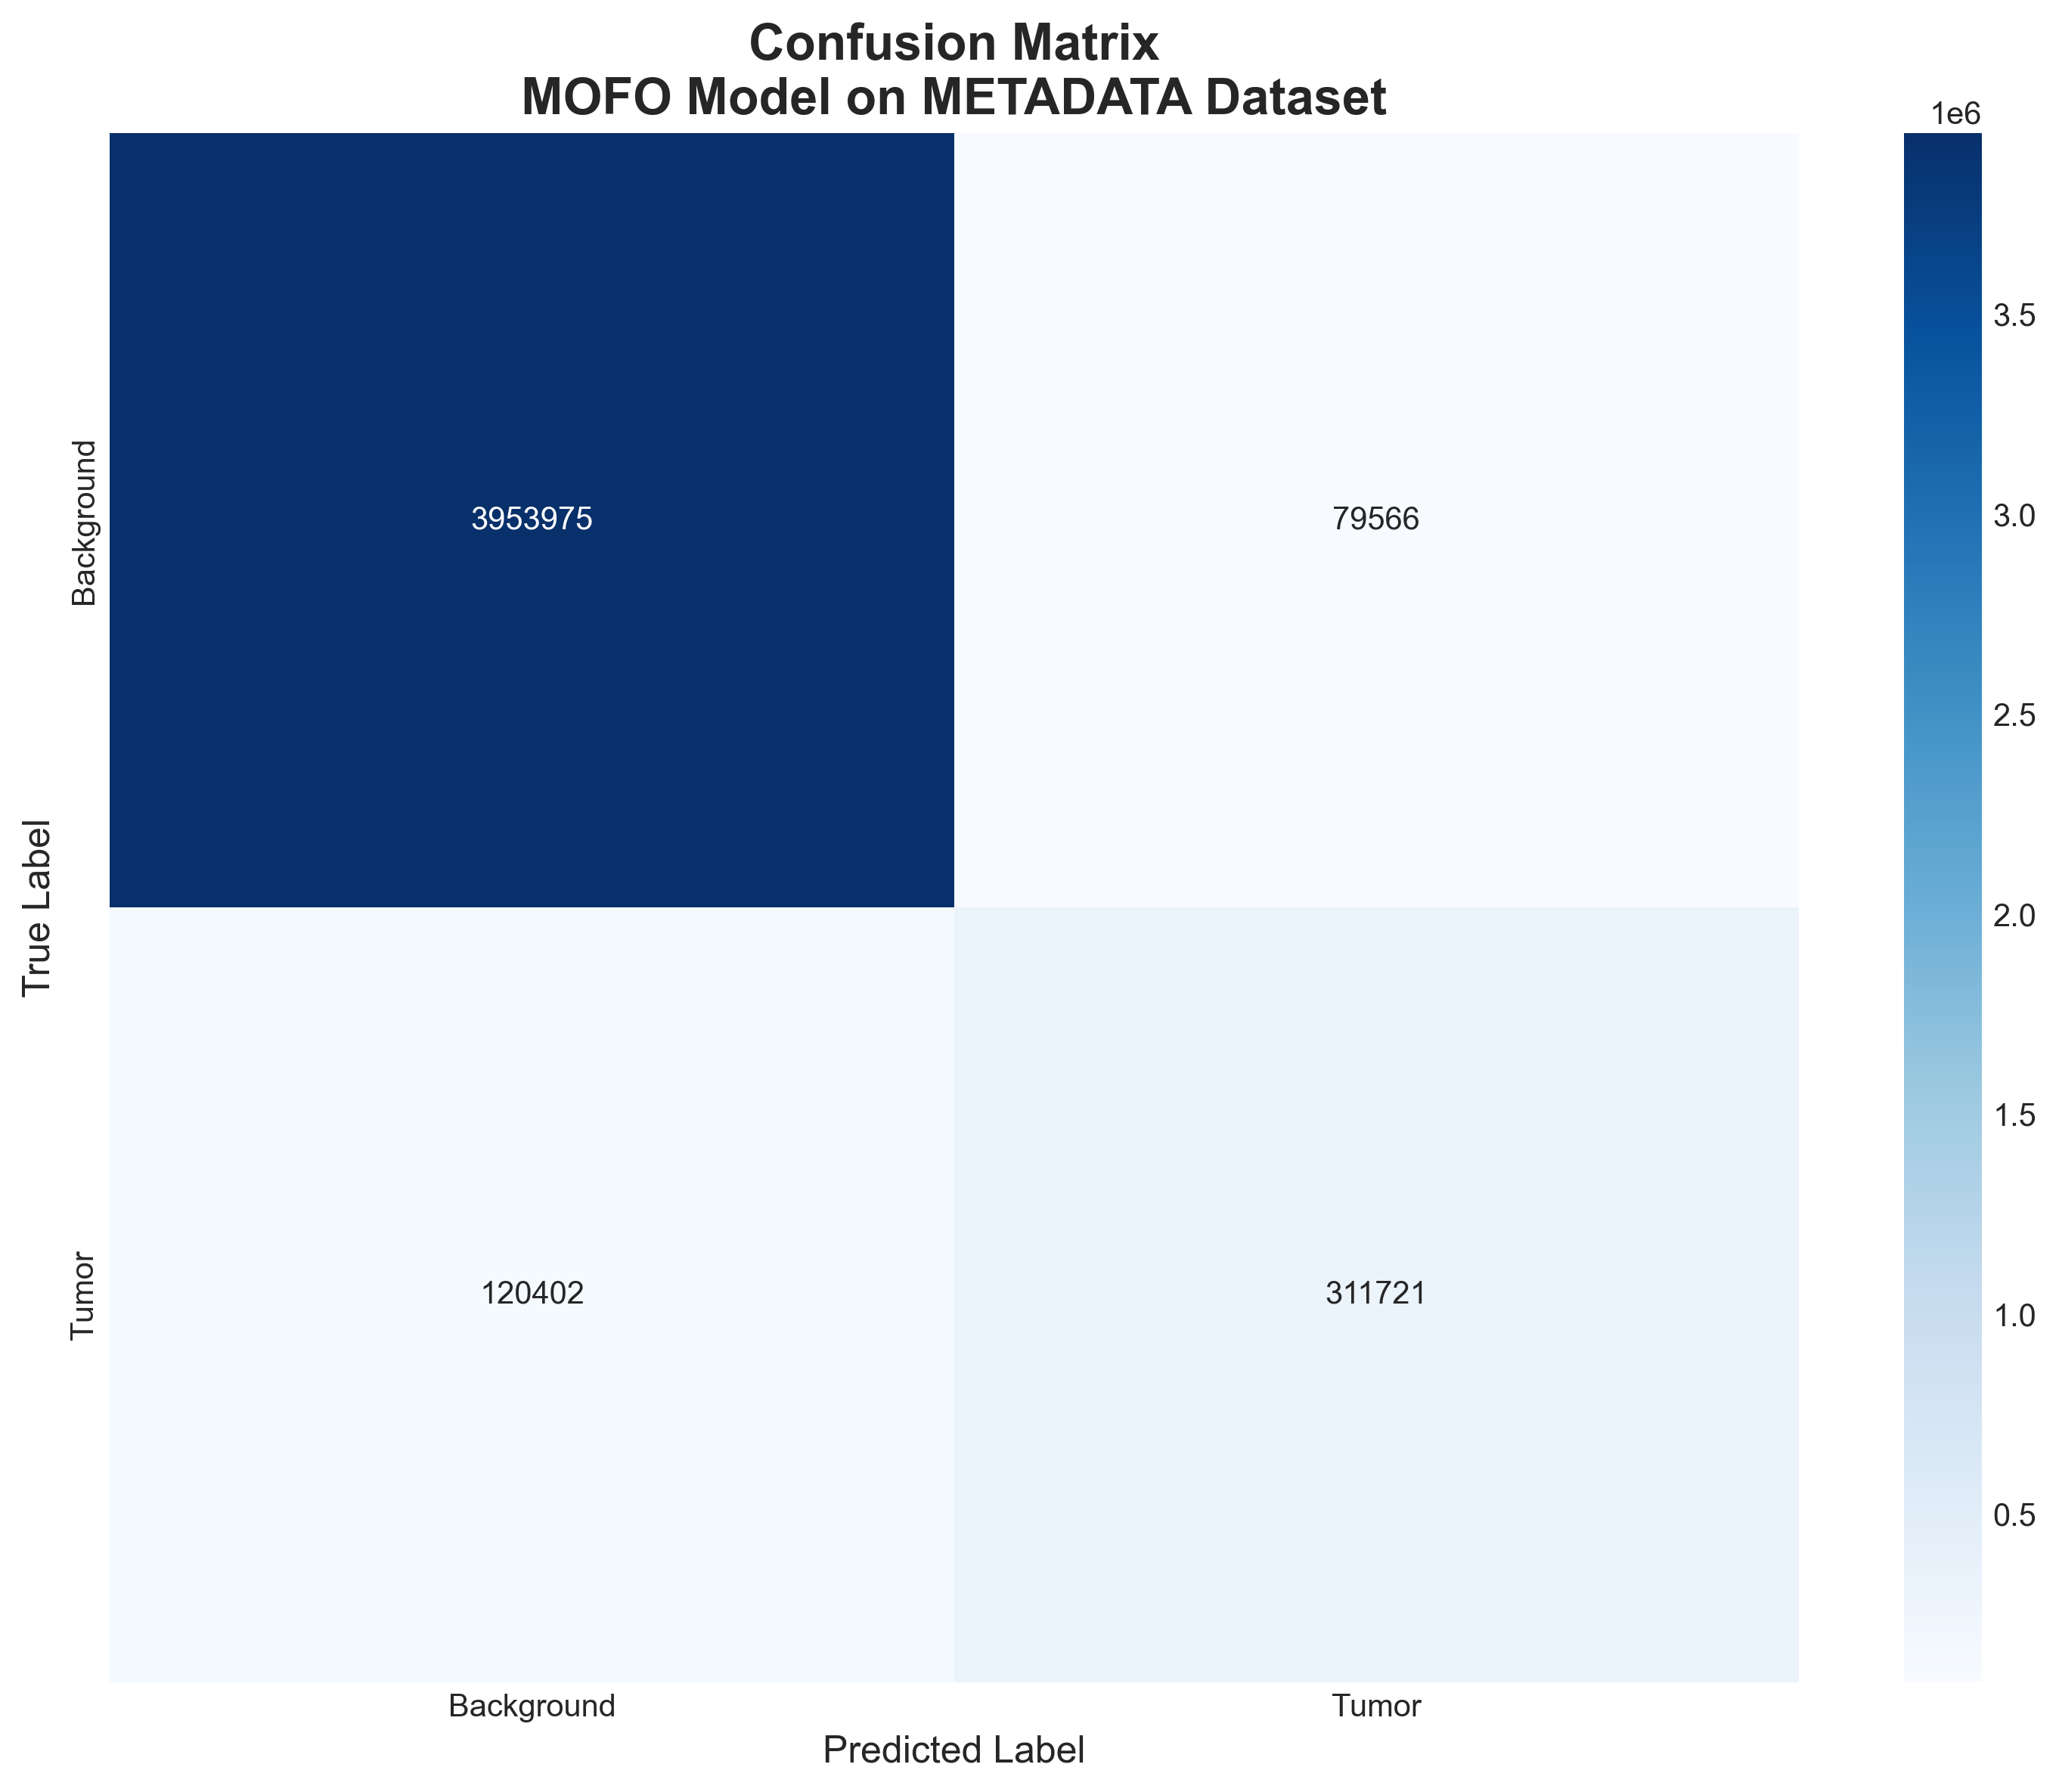 Confusion Matrix
MOFO Model on METADATA Dataset
1e6
3.5
3.0
2.5
2.0
1.5
1.0
0.5
True Label
Background
3953975
79566
Tumor
120402
311721
Background
Tumor
Predicted Label